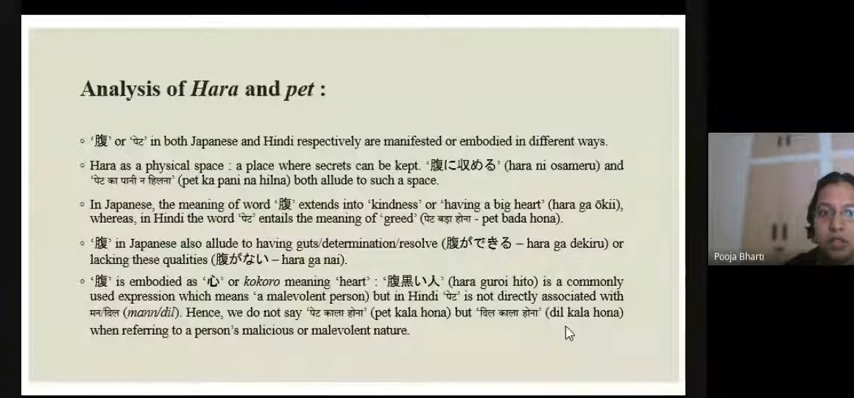 Analysis of Hara and pet :
◦ ‘腹’ or ‘पेट’ in both Japanese and Hindi respectively are manifested or embodied in different ways.
◦ Hara as a physical space : a place where secrets can be kept. ‘腹に収める’ (hara ni osameru) and
‘पेट का पानी न हिलना’ (pet ka pani na hilna) both allude to such a space.
◦ In Japanese, the meaning of word ‘腹’ extends into ‘kindness’ or ‘having a big heart’ (hara ga ōkii),
whereas, in Hindi the word ‘पेट’ entails the meaning of ‘greed’ (पेट बड़ा होना - pet bada hona).
◦ ‘腹’ in Japanese also allude to having guts/determination/resolve (腹ができる – hara ga dekiru) or
lacking these qualities (腹がない – hara ga nai).
◦ ‘腹’ is embodied as ‘心’ or kokoro meaning ‘heart’ : ‘腹黒い人’ (hara guroi hito) is a commonly
used expression which means ‘a malevolent person) but in Hindi ‘पेट’ is not directly associated with
मन/दिल (mann/dil). Hence, we do not say ‘पेट काला होना’ (pet kala hona) but ‘दिल काला होना’ (dil kala hona)
when referring to a person’s malicious or malevolent nature.
Pooja Bharti